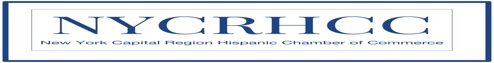 NYCRHCC
New York Capital Region Hispanic Chamber of Commerce